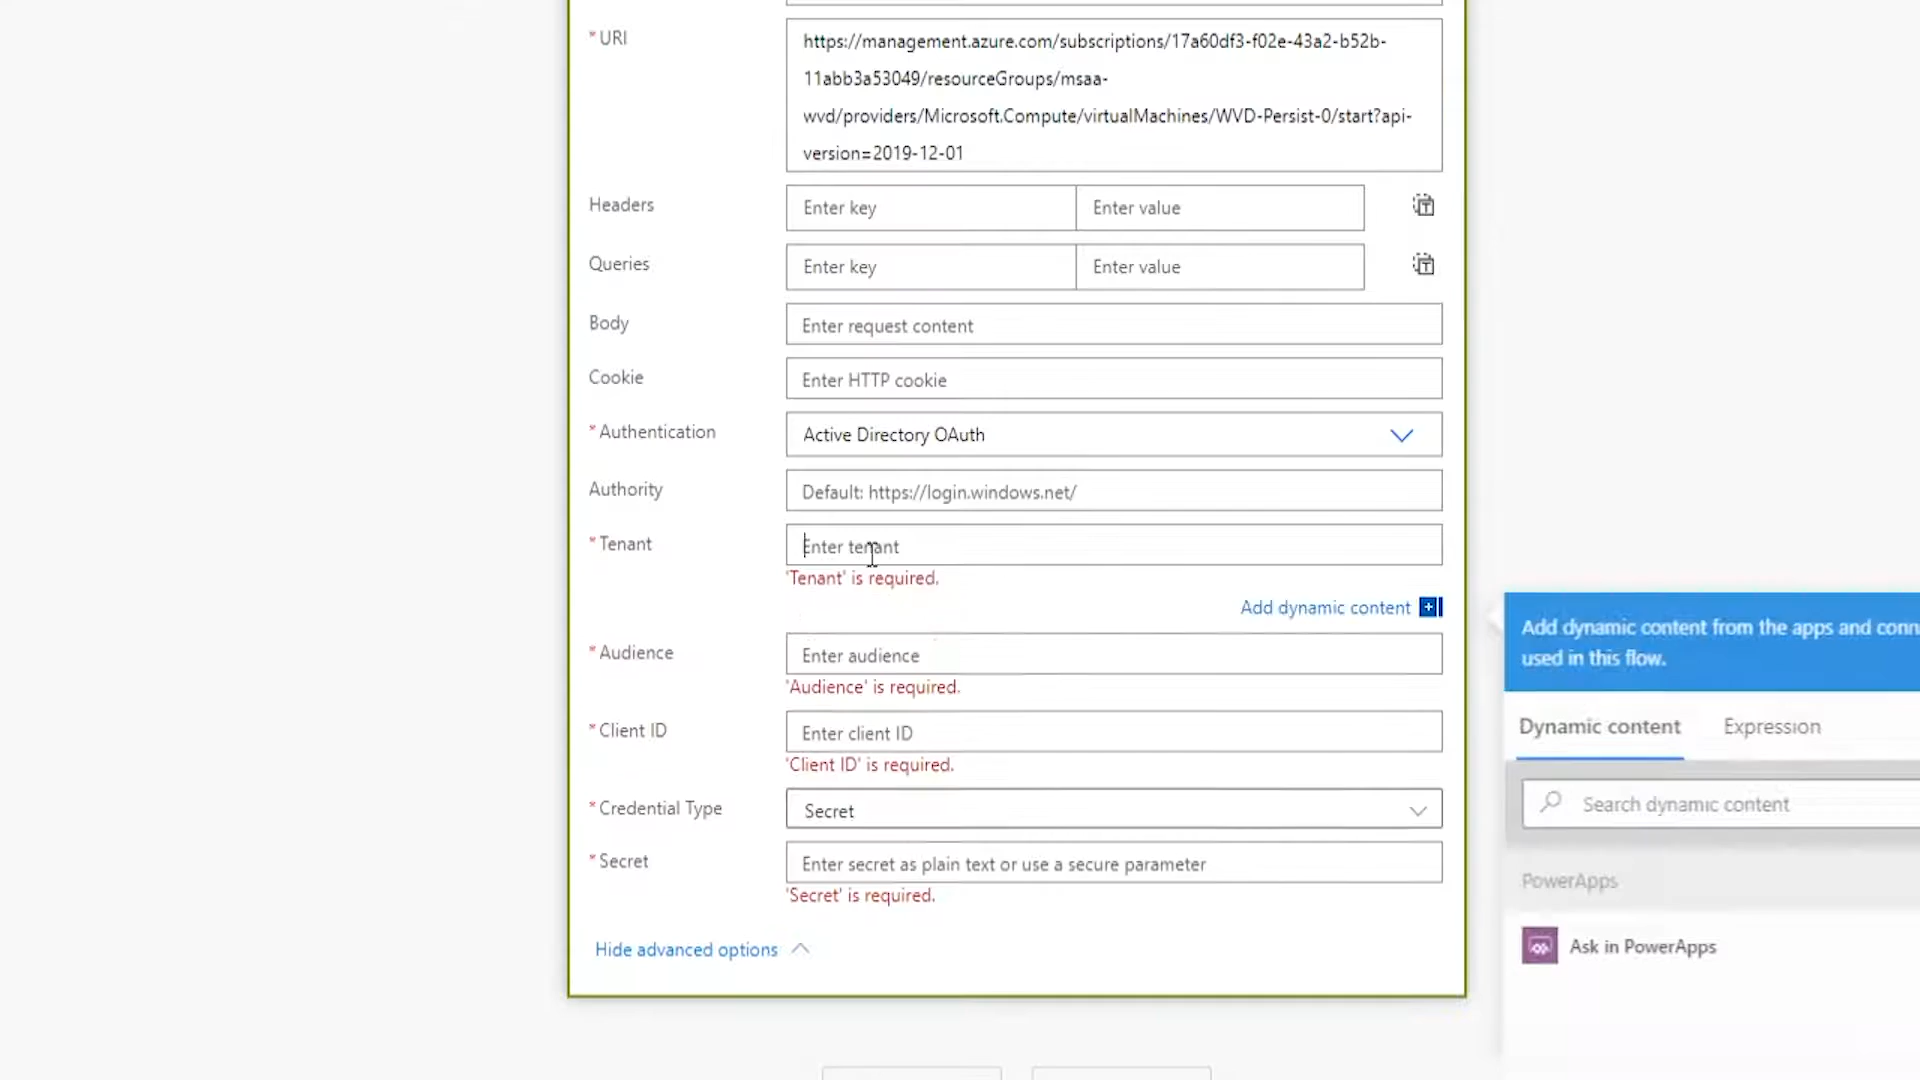 * URI
https://management.azure.com/subscriptions/17a60df3-f02e-43a2-b52b-
11abb3a53049/resourceGroups/msaa-
wvd/providers/Microsoft.Compute/virtualMachines/WVD-Persist-0/start?api-
version=2019-12-01
Headers
Enter key
Enter value
Queries
Enter key
Enter value
Body
Enter request content
Cookie
Enter HTTP cookie
* Authentication
Active Directory OAuth
Authority
Default: https://login.windows.net/
* Tenant
Enter tenant
'Tenant' is required.
Add dynamic content
* Audience
Enter audience
'Audience' is required.
* Client ID
Enter client ID
'Client ID' is required.
* Credential Type
Secret
* Secret
Enter secret as plain text or use a secure parameter
'Secret' is required.
Hide advanced options
Add dynamic content from the apps and conn
used in this flow.
Dynamic content
Expression
Search dynamic content
PowerApps
Ask in PowerApps